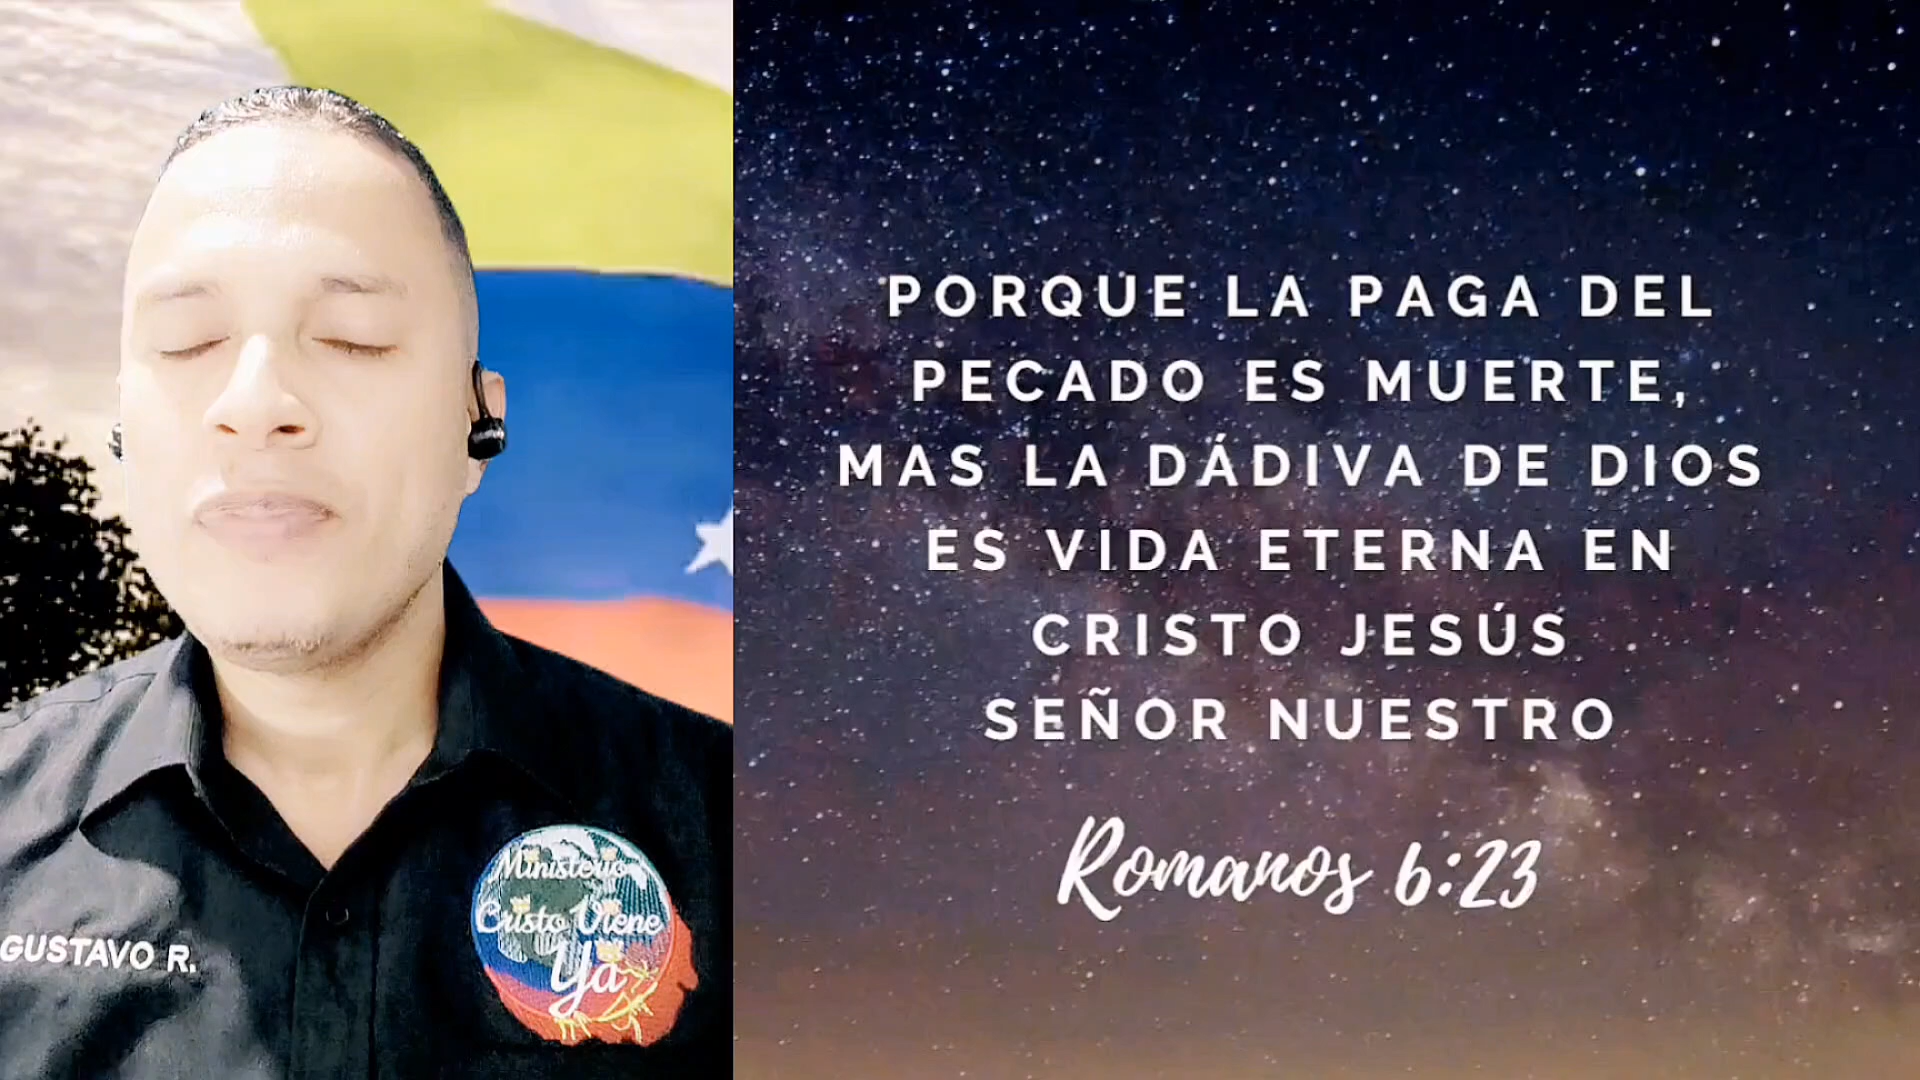 GUSTAVO R.
Ministerio
Cristo Viene
Ya
PORQUE LA PAGA DEL
PECADO ES MUERTE,
MAS LA DÁDIVA DE DIOS
ES VIDA ETERNA EN
CRISTO JESÚS
SEÑOR NUESTRO
Romanos 6:23